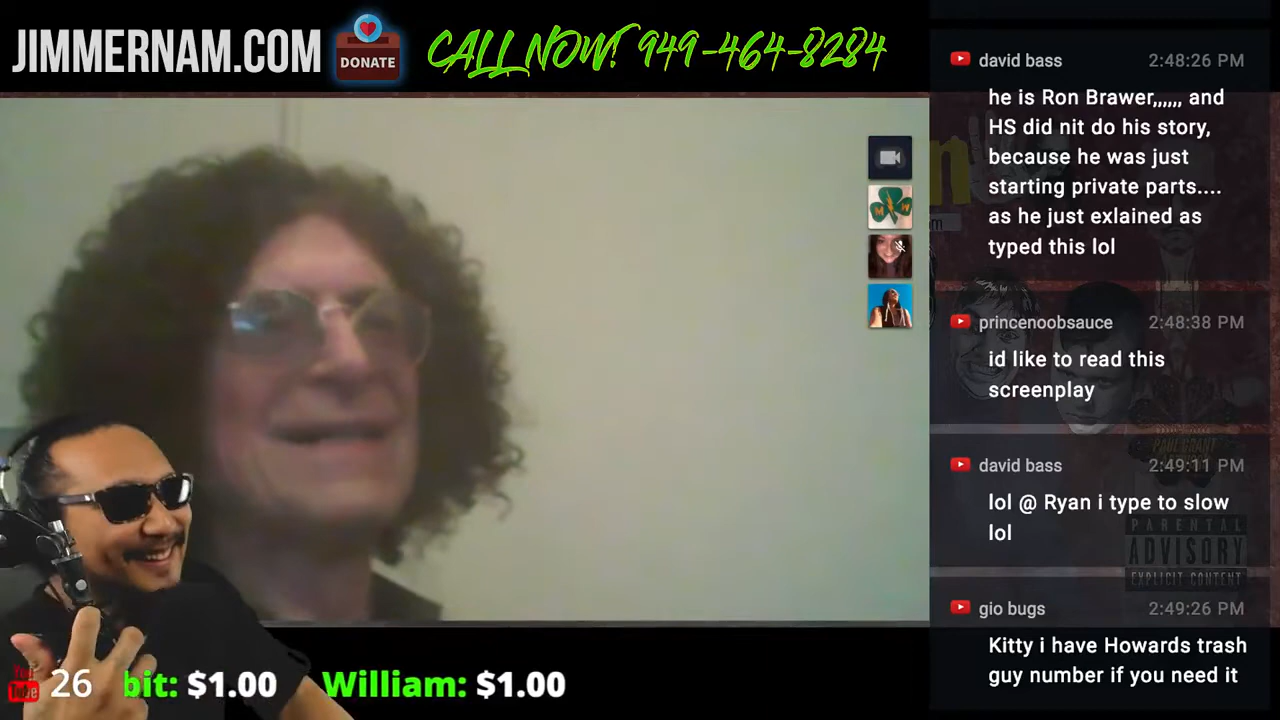 JIMMERNAM.COM
DONATE
CALL NOW! 949-464-8284
david bass 2:48:26 PM
he is Ron Brawer,,,,,, and
HS did nit do his story,
because he was just
starting private parts....
as he just exlained as
typed this lol
princenoobsauce 2:48:38 PM
id like to read this
screenplay
david bass 2:49:11 PM
lol @ Ryan i type to slow
lol
PARENTAL
ADVISORY
EXPLICIT CONTENT
gio bugs 2:49:26 PM
Kitty i have Howards trash
guy number if you need it
You
Tube
26 bit: $1.00 William: $1.00